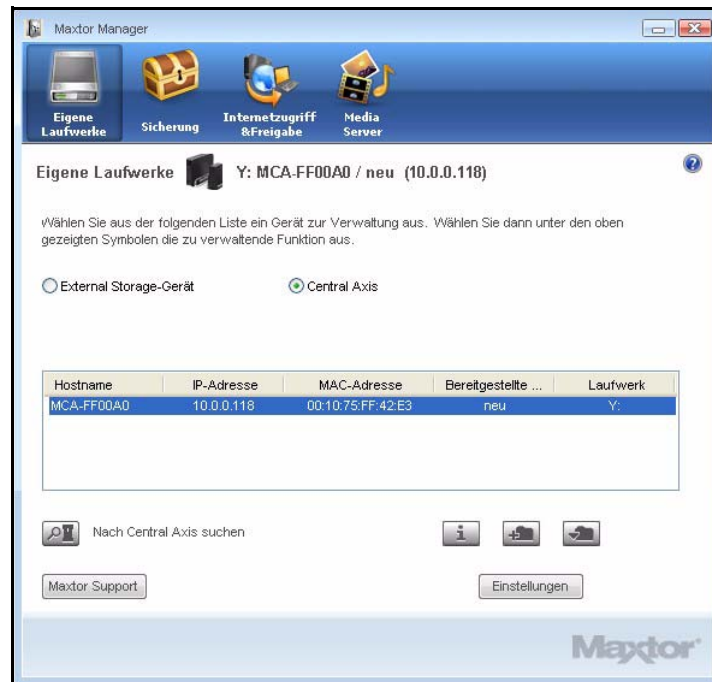 Maxtor Manager
Eigene Laufwerke
Sicherung
Internetzugriff &Freigabe
Media Server
Eigene Laufwerke Y: MCA-FF00A0 / neu (10.0.0.118)
Wählen Sie aus der folgenden Liste ein Gerät zur Verwaltung aus. Wählen Sie dann unter den oben
gezeigten Symbolen die zu verwaltende Funktion aus.
External Storage-Gerät Central Axis
Hostname IP-Adresse MAC-Adresse Bereitgestellte ... Laufwerk
MCA-FF00A0 10.0.0.118 00:10:75:FF:42:E3 neu Y:
Nach Central Axis suchen
Maxtor Support Einstellungen
Maxtor